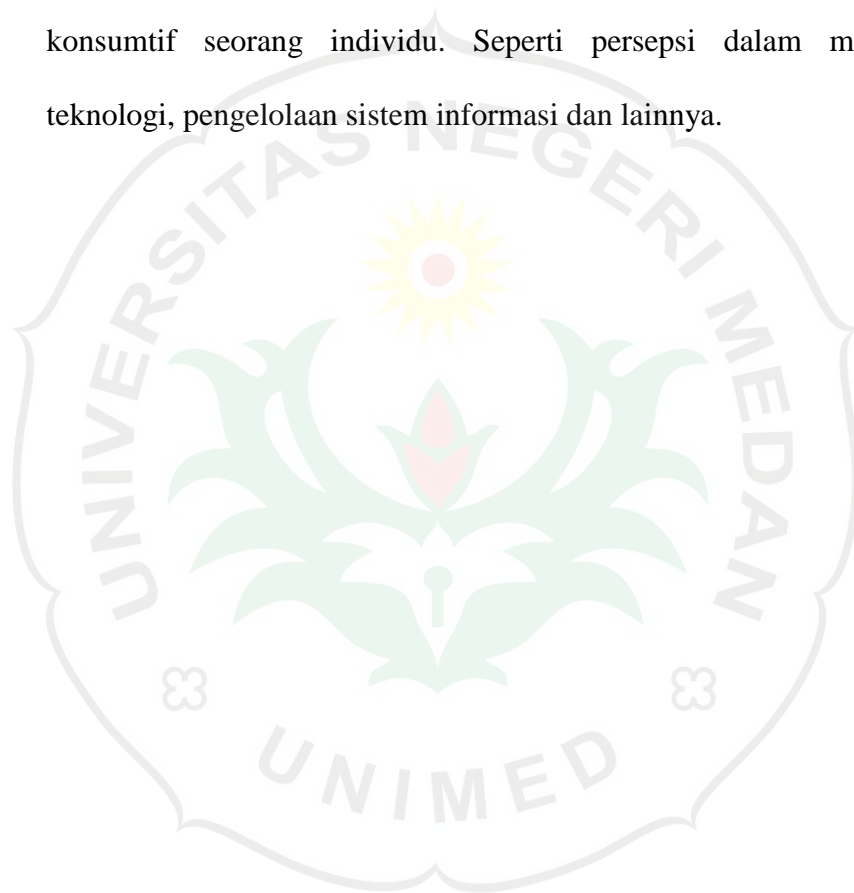 konsumtif seorang individu. Seperti persepsi dalam m
teknologi, pengelolaan sistem informasi dan lainnya.
UNIVERSITAS NEGERI MEDAN
UNIMED